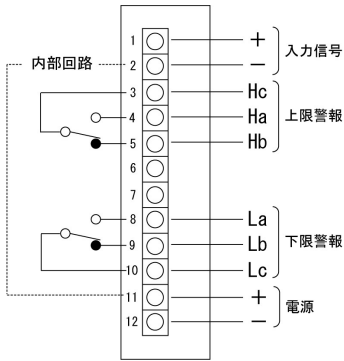 1 +
入力信号
内部回路 2 −
3 Hc
4 Ha 上限警報
5 Hb
6
7
8 La
9 Lb 下限警報
10 Lc
11 +
電源
12 −